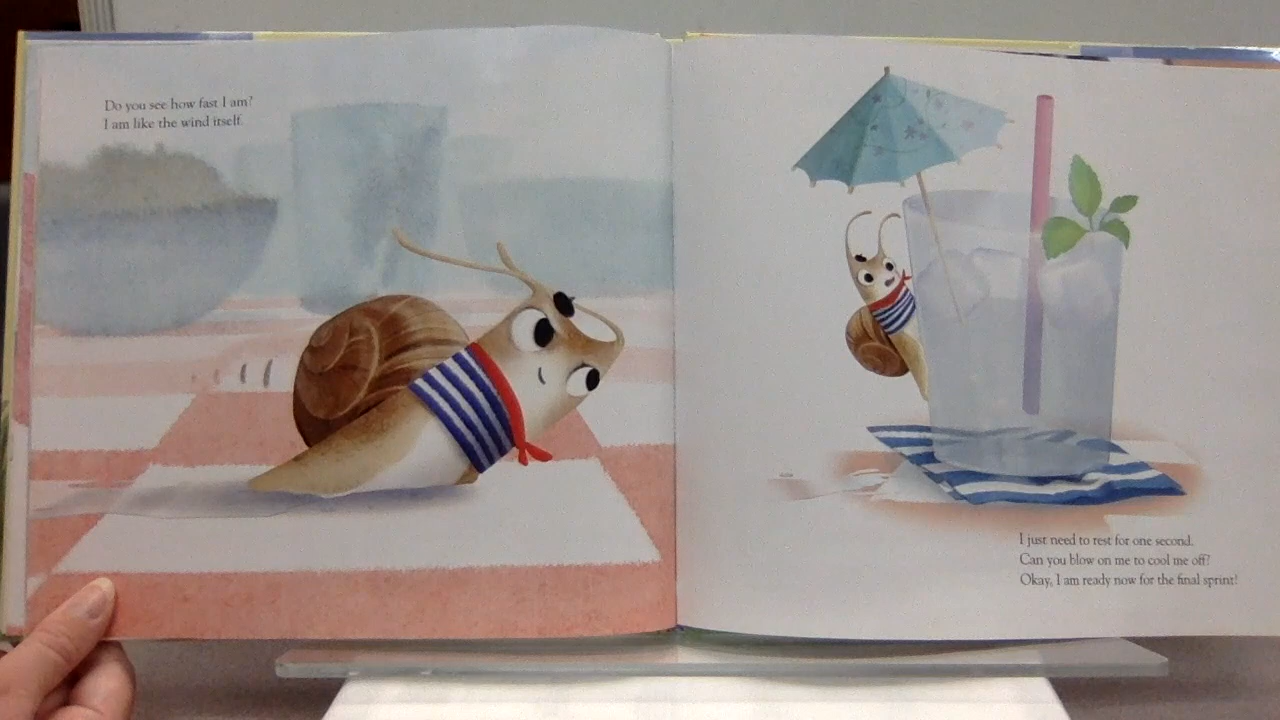 Do you see how fast I am?
I am like the wind itself.
I just need to rest for one second.
Can you blow on me to cool me off?
Okay, I am ready now for the final sprint!